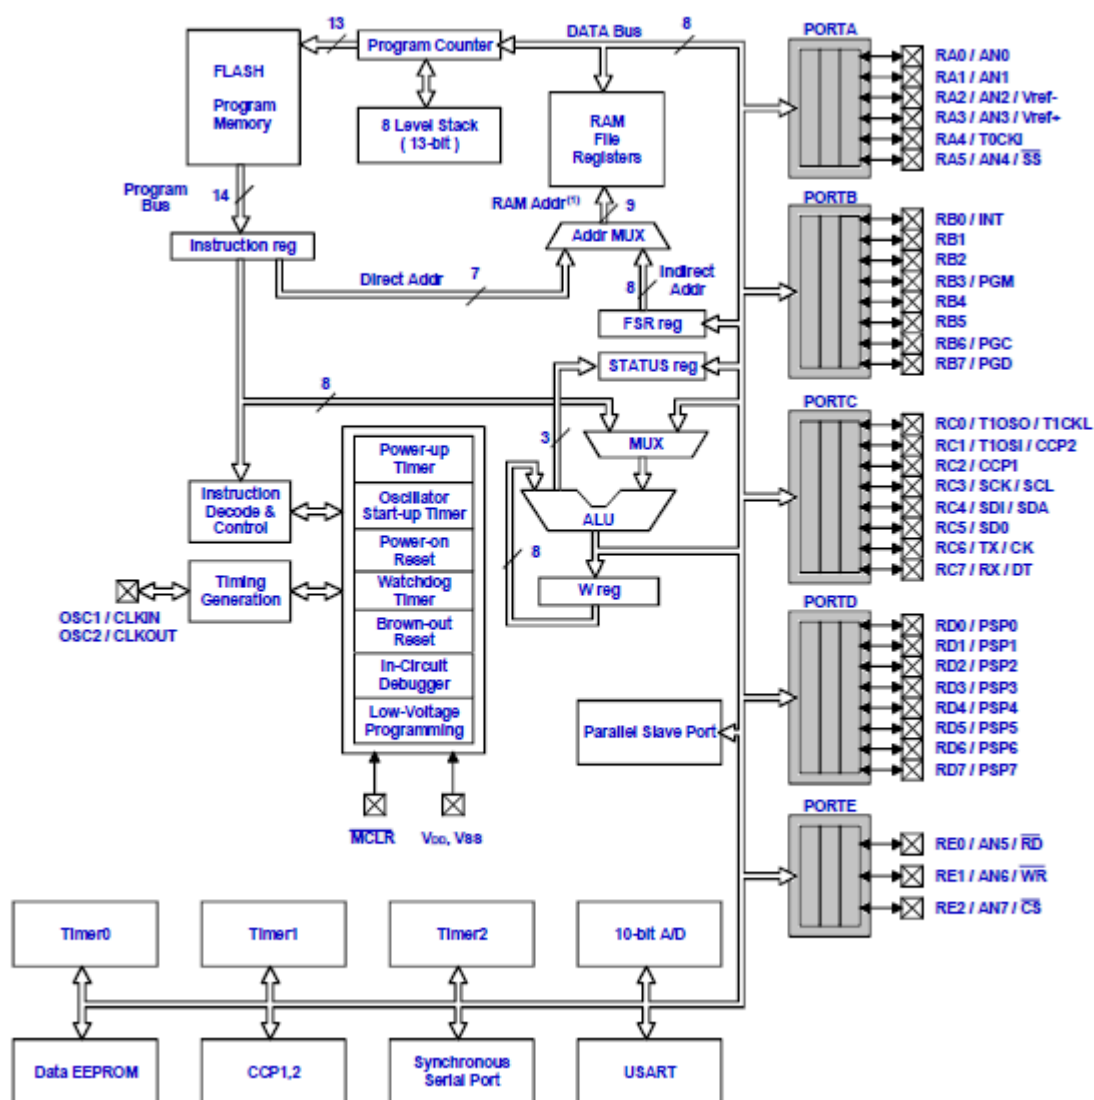 13
DATA Bus
8
PORTA
FLASH
Program
Memory
Program Counter
8 Level Stack
( 13-bit )
RAM
File
Registers
RA0 / AN0
RA1 / AN1
RA2 / AN2 / Vref-
RA3 / AN3 / Vref+
RA4 / T0CKI
RA5 / AN4 / SS
Program
Bus
14
RAM Addr(1)
9
PORTB
Instruction reg
Addr MUX
Direct Addr
7
8
Indirect
Addr
FSR reg
STATUS reg
RB0 / INT
RB1
RB2
RB3 / PGM
RB4
RB5
RB6 / PGC
RB7 / PGD
8
3
MUX
ALU
8
W reg
PORTC
RC0 / T1OSO / T1CKL
RC1 / T1OSI / CCP2
RC2 / CCP1
RC3 / SCK / SCL
RC4 / SDI / SDA
RC5 / SD0
RC6 / TX / CK
RC7 / RX / DT
Instruction
Decode &
Control
Timing
Generation
OSC1 / CLKIN
OSC2 / CLKOUT
Power-up
Timer
Oscillator
Start-up Timer
Power-on
Reset
Watchdog
Timer
Brown-out
Reset
In-Circuit
Debugger
Low-Voltage
Programming
MCLR
VDD, VSS
Parallel Slave Port
PORTD
RD0 / PSP0
RD1 / PSP1
RD2 / PSP2
RD3 / PSP3
RD4 / PSP4
RD5 / PSP5
RD6 / PSP6
RD7 / PSP7
PORTE
RE0 / AN5 / RD
RE1 / AN6 / WR
RE2 / AN7 / CS
Timer0
Timer1
Timer2
10-bit A/D
Data EEPROM
CCP1,2
Synchronous
Serial Port
USART